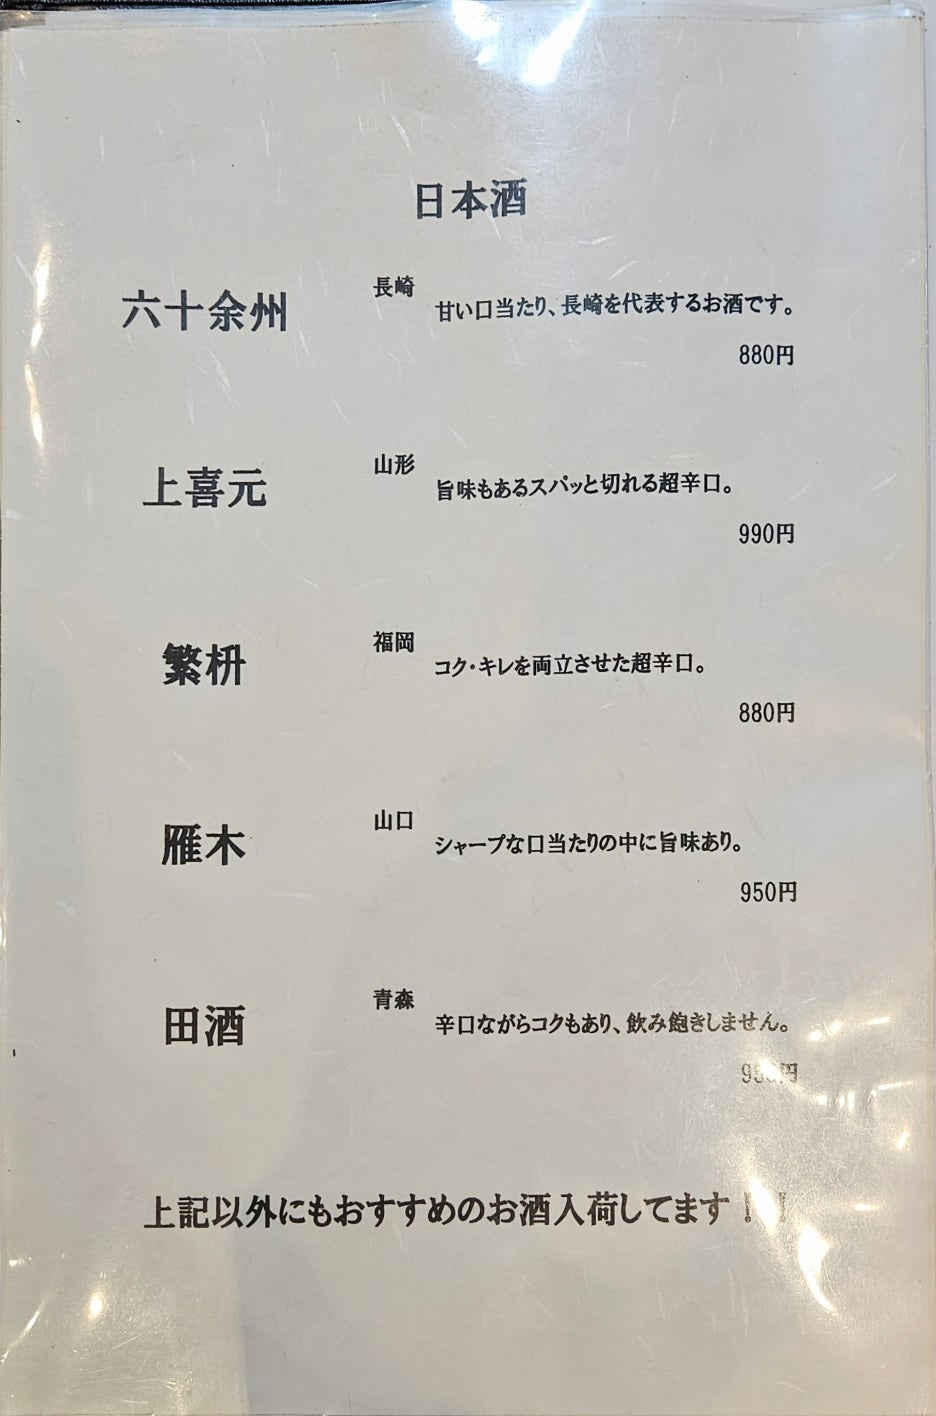 日本酒
六十余州
長崎
甘い口当たり、長崎を代表するお酒です。
880円
上喜元
山形
旨味もあるスパッと切れる超辛口。
990円
繁枡
福岡
コク・キレを両立させた超辛口。
880円
雁木
山口
シャープな口当たりの中に旨味あり。
950円
田酒
青森
辛口ながらコクもあり、飲み飽きしません。
上記以外にもおすすめのお酒入荷してます！！